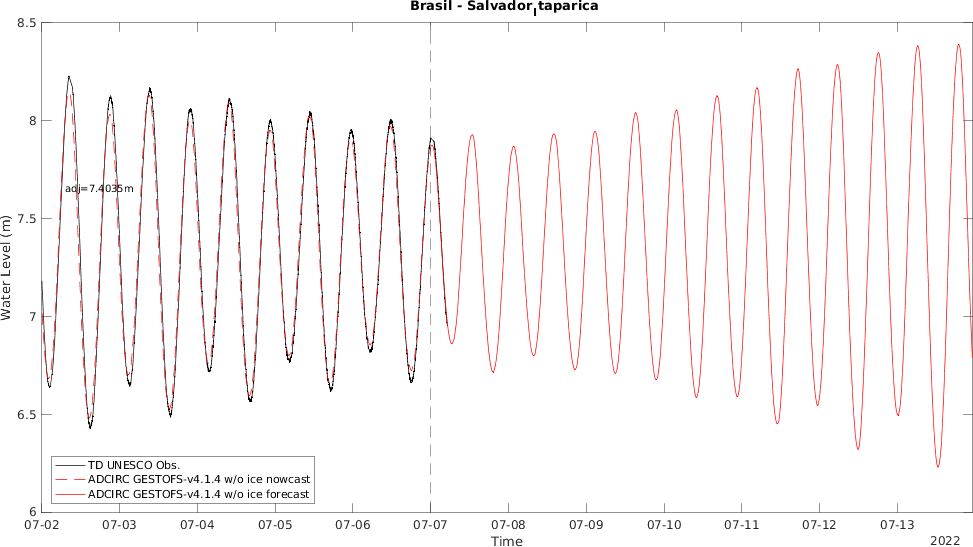 Brasil - Salvador_Itaparica
8.5
8
7.5
7
6.5
6
Water Level (m)
adj=7.4035m
TD UNESCO Obs.
ADCIRC GESTOFS-v4.1.4 w/o ice nowcast
ADCIRC GESTOFS-v4.1.4 w/o ice forecast
07-02 07-03 07-04 07-05 07-06 07-07 07-08 07-09 07-10 07-11 07-12 07-13
Time
2022